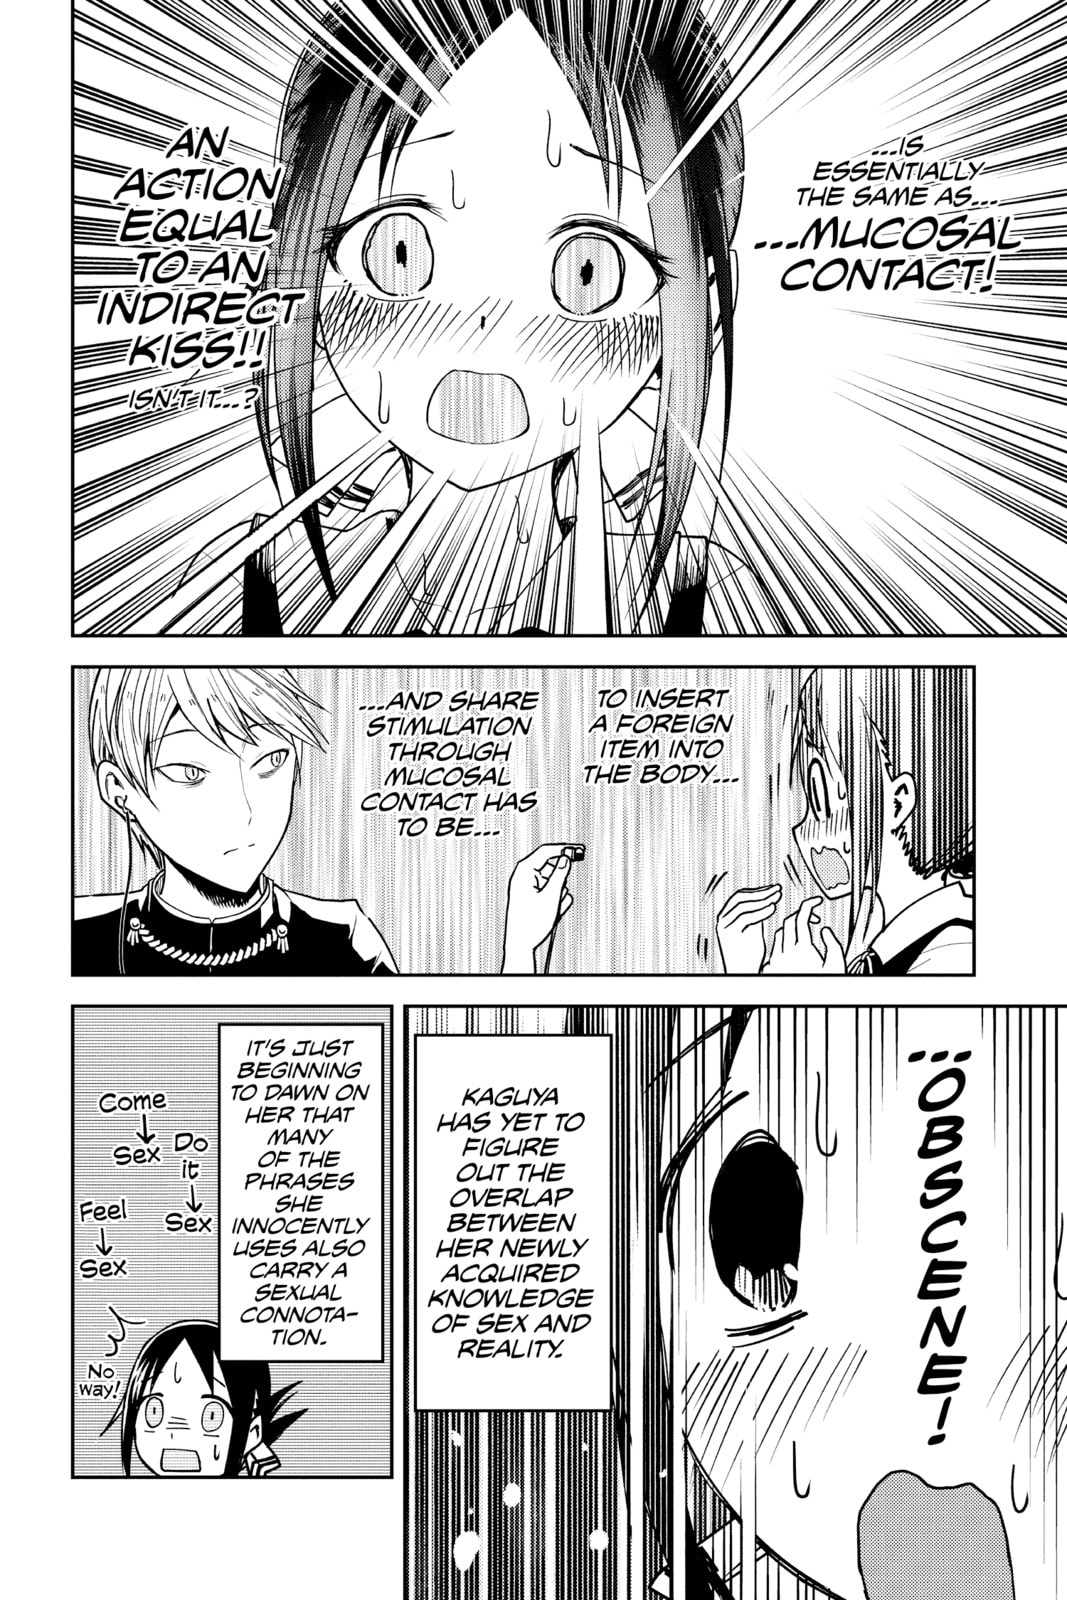 ...IS
ESSENTIALLY
THE SAME AS...
...MUCOSAL
CONTACT!
AN
ACTION
EQUAL
TO AN
INDIRECT
KISS!!
ISN'T IT...?
TO INSERT
A FOREIGN
ITEM INTO
THE BODY...
...AND SHARE
STIMULATION
THROUGH
MUCOSAL
CONTACT HAS
TO BE...
...OBSCENE!
KAGUYA
HAS YET TO
FIGURE
OUT THE
OVERLAP
BETWEEN
HER NEWLY
ACQUIRED
KNOWLEDGE
OF SEX AND
REALITY.
IT'S JUST
BEGINNING
TO DAWN ON
HER THAT
MANY
OF THE
PHRASES
SHE
INNOCENTLY
USES ALSO
CARRY A
SEXUAL
CONNOTA-
TION.
Come
Sex
Do
it
Sex
Feel
Sex
No
way!